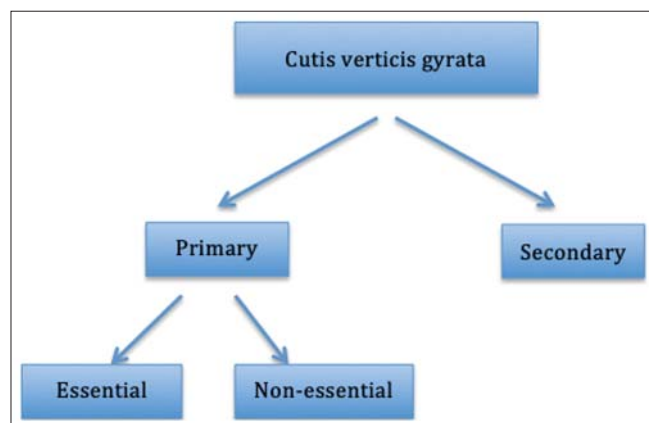 Cutis verticis gyrata
Primary
Secondary
Essential
Non-essential